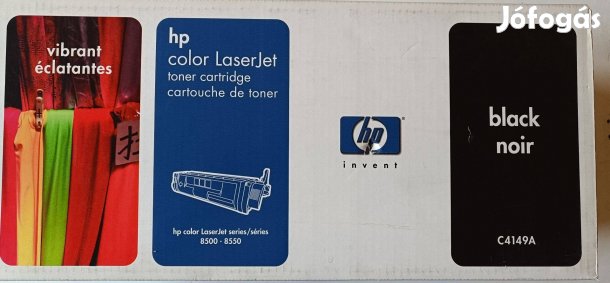 Jófogás
vibrant
éclatantes
hp
color LaserJet
toner cartridge
cartouche de toner
hp color LaserJet series/séries
8500 - 8550
hp
invent
black
noir
C4149A